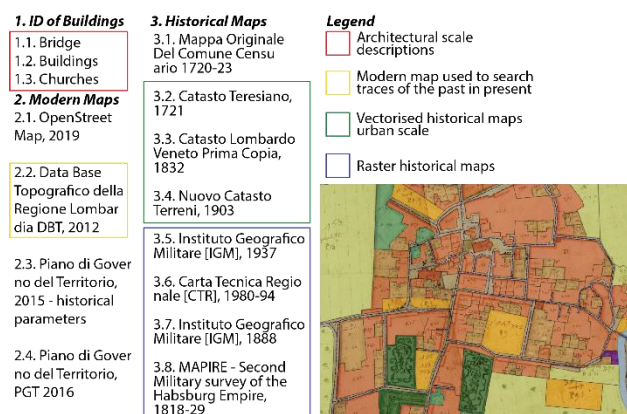 1. ID of Buildings
1.1. Bridge
1.2. Buildings
1.3. Churches
2. Modern Maps
2.1. OpenStreet
Map, 2019
2.2. Data Base
Topografico della
Regione Lombar
dia DBT, 2012
2.3. Piano di Gover
no del Territorio,
2015 - historical
parameters
2.4. Piano di Gover
no del Territorio,
PGT 2016
3. Historical Maps
3.1. Mappa Originale
Del Comune Censu
ario 1720-23
3.2. Catasto Teresiano,
1721
3.3. Catasto Lombardo
Veneto Prima Copia,
1832
3.4. Nuovo Catasto
Terreni, 1903
3.5. Instituto Geografico
Militare [IGM], 1937
3.6. Carta Tecnica Regio
nale [CTR], 1980-94
3.7. Instituto Geografico
Militare [IGM], 1888
3.8. MAPIRE - Second
Military survey of the
Habsburg Empire,
1818-29
Legend
Architectural scale
descriptions
Modern map used to search
traces of the past in present
Vectorised historical maps
urban scale
Raster historical maps